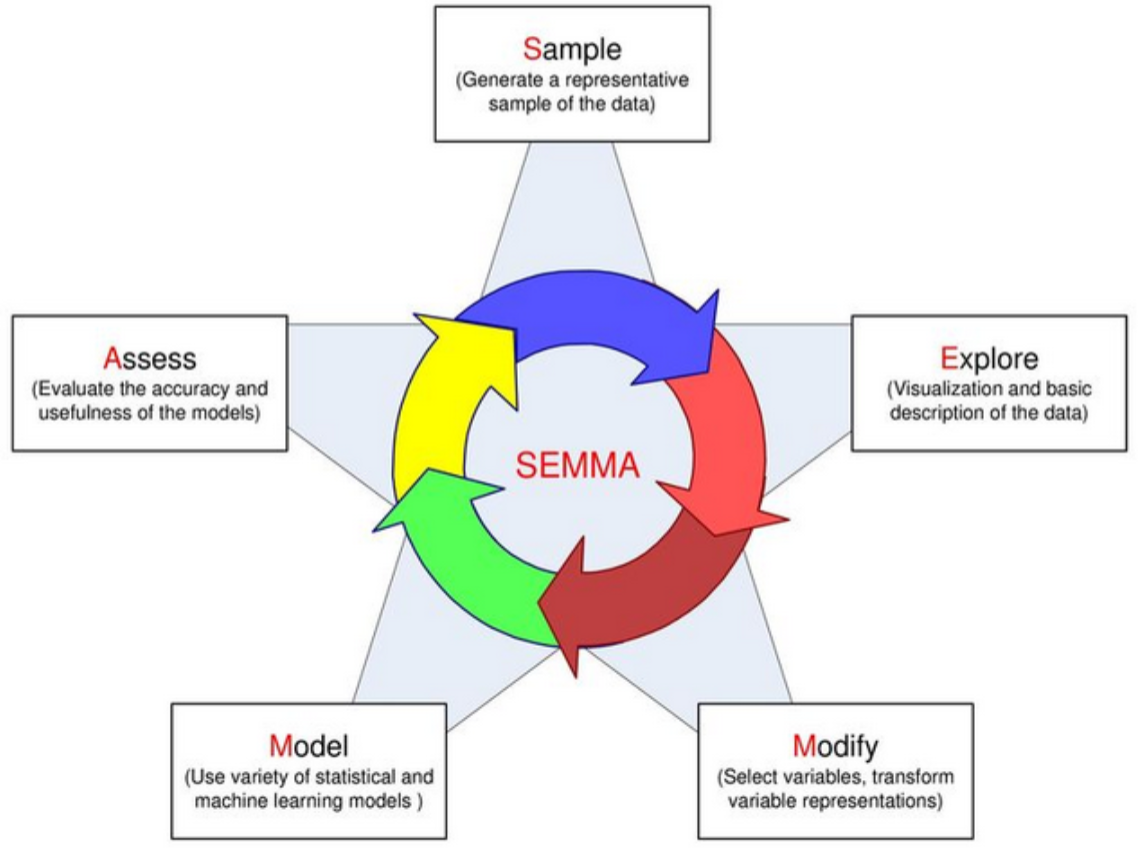 Sample
(Generate a representative
sample of the data)
Assess
(Evaluate the accuracy and
usefulness of the models)
Explore
(Visualization and basic
description of the data)
SEMMA
Model
(Use variety of statistical and
machine learning models )
Modify
(Select variables, transform
variable representations)